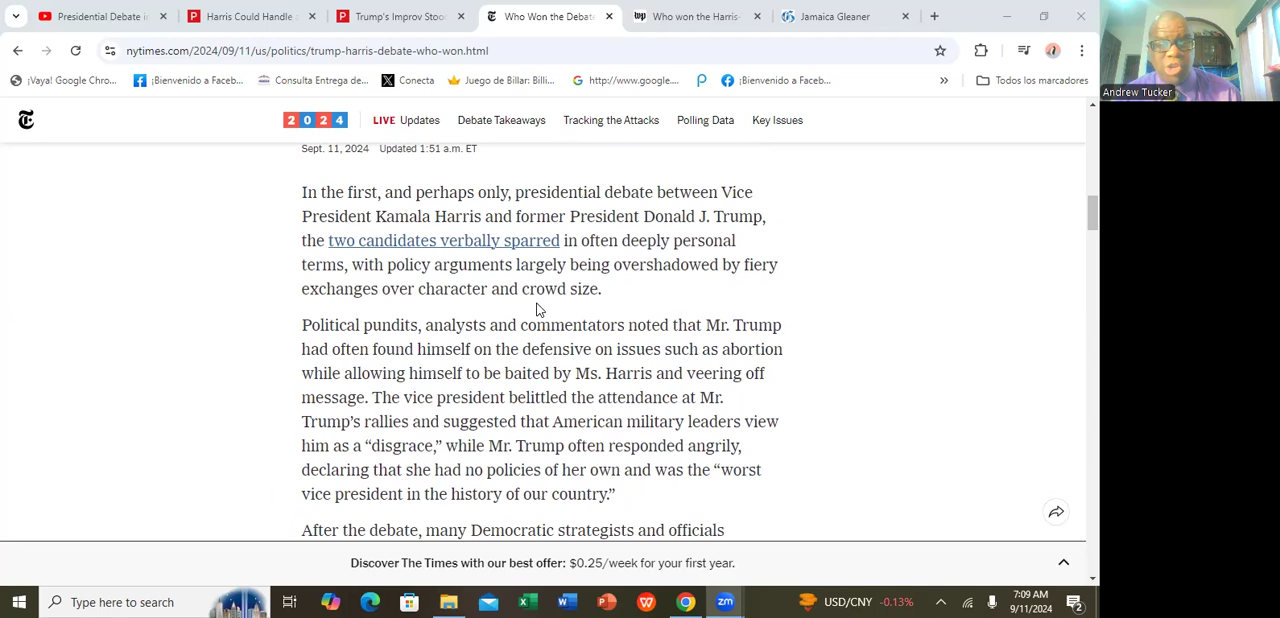 Presidential Debate in
Harris Could Handle
Trump's Improv Stoo
Who Won the Debate
Who won the Harris-
Jamaica Gleaner
nytimes.com/2024/09/11/us/politics/trump-harris-debate-who-won.html
¡Vaya! Google Chro...
¡Bienvenido a Faceb...
Consulta Entrega de...
Conecta
Juego de Billar: Billi...
http://www.google....
¡Bienvenido a Faceb...
»
Todos los marcadores
Andrew Tucker
2024
LIVE Updates
Debate Takeaways
Tracking the Attacks
Polling Data
Key Issues
Sept. 11, 2024 Updated 1:51 a.m. ET
In the first, and perhaps only, presidential debate between Vice
President Kamala Harris and former President Donald J. Trump,
the two candidates verbally sparred in often deeply personal
terms, with policy arguments largely being overshadowed by fiery
exchanges over character and crowd size.
Political pundits, analysts and commentators noted that Mr. Trump
had often found himself on the defensive on issues such as abortion
while allowing himself to be baited by Ms. Harris and veering off
message. The vice president belittled the attendance at Mr.
Trump's rallies and suggested that American military leaders view
him as a “disgrace,” while Mr. Trump often responded angrily,
declaring that she had no policies of her own and was the “worst
vice president in the history of our country.”
After the debate, many Democratic strategists and officials
Discover The Times with our best offer: $0.25/week for your first year.
Type here to search
zm
USD/CNY -0.13%
7:09 AM
9/11/2024
2